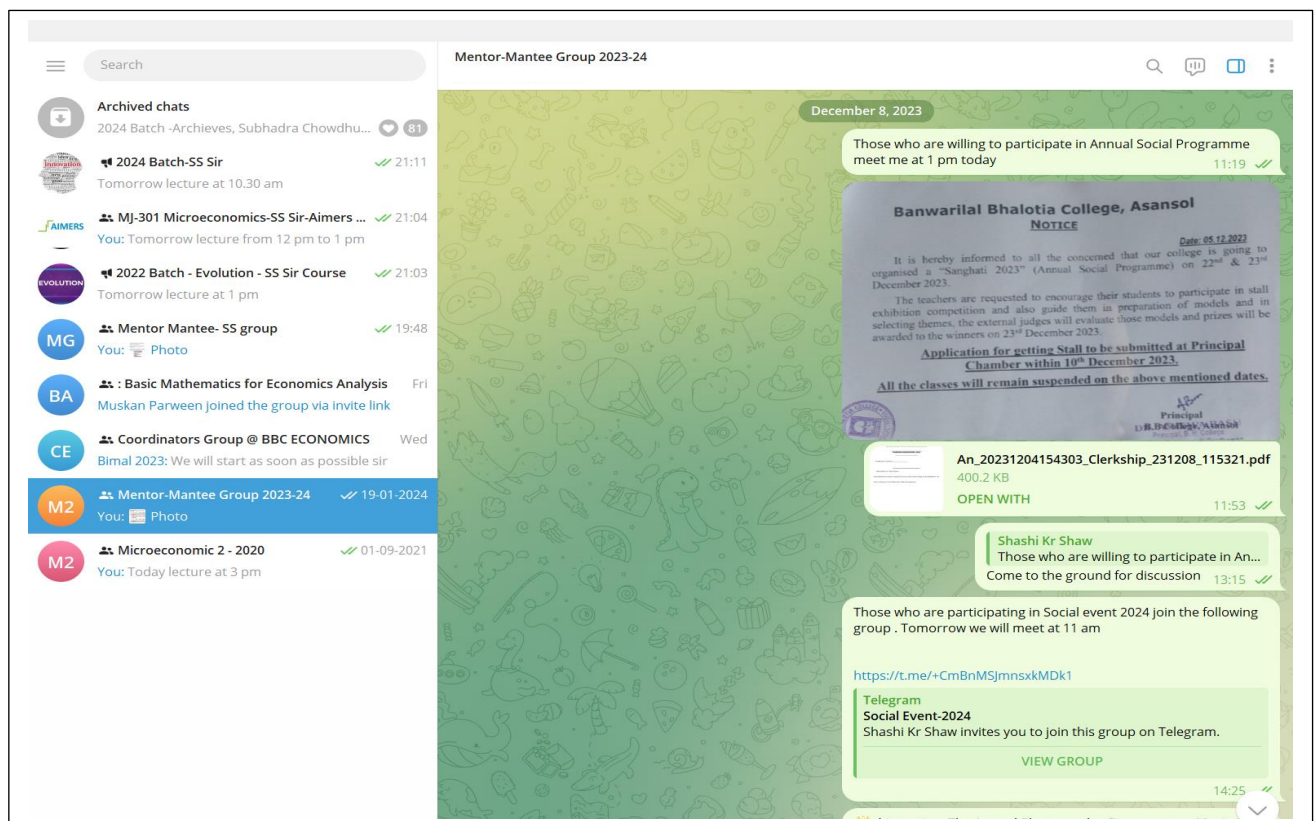 Search
Archived chats
2024 Batch -Archieves, Subhadra Chowdhu... 81
2024 Batch-SS Sir 21:11
Tomorrow lecture at 10.30 am
MJ-301 Microeconomics-SS Sir-Aimers ... 21:04
You: Tomorrow lecture from 12 pm to 1 pm
2022 Batch - Evolution - SS Sir Course 21:03
Tomorrow lecture at 1 pm
MG Mentor Mantee- SS group 19:48
You: Photo
BA : Basic Mathematics for Economics Analysis Fri
Muskan Parween joined the group via invite link
CE Coordinators Group @ BBC ECONOMICS Wed
Bimal 2023: We will start as soon as possible sir
M2 Mentor-Mantee Group 2023-24 19-01-2024
You: Photo
M2 Microeconomic 2 - 2020 01-09-2021
You: Today lecture at 3 pm
Innovation
AIMERS
EVOLUTION
Mentor-Mantee Group 2023-24
December 8, 2023
Those who are willing to participate in Annual Social Programme
meet me at 1 pm today 11:19
Banwarilal Bhalotia College, Asansol
NOTICE
Date: 05.12.2023
It is hereby informed to all the concerned that our college is going to
organised a "Sanghati 2023" (Annual Social Programme) on 22nd & 23rd
December 2023.
The teachers are requested to encourage their students to participate in stall
exhibition competition and also guide them in preparation of models and in
selecting themes, the external judges will evaluate those models and prizes will be
awarded to the winners on 23rd December 2023.
Application for getting Stall to be submitted at Principal
Chamber within 10th December 2023.
All the classes will remain suspended on the above mentioned dates.
Principal
B.B College, Asansol
An_20231204154303_Clerkship_231208_115321.pdf
400.2 KB
OPEN WITH 11:53
Shashi Kr Shaw
Those who are willing to participate in An...
Come to the ground for discussion 13:15
Those who are participating in Social event 2024 join the following
group . Tomorrow we will meet at 11 am
https://t.me/+CmBnMSJmnsxkMDk1
Telegram
Social Event-2024
Shashi Kr Shaw invites you to join this group on Telegram.
VIEW GROUP
14:25